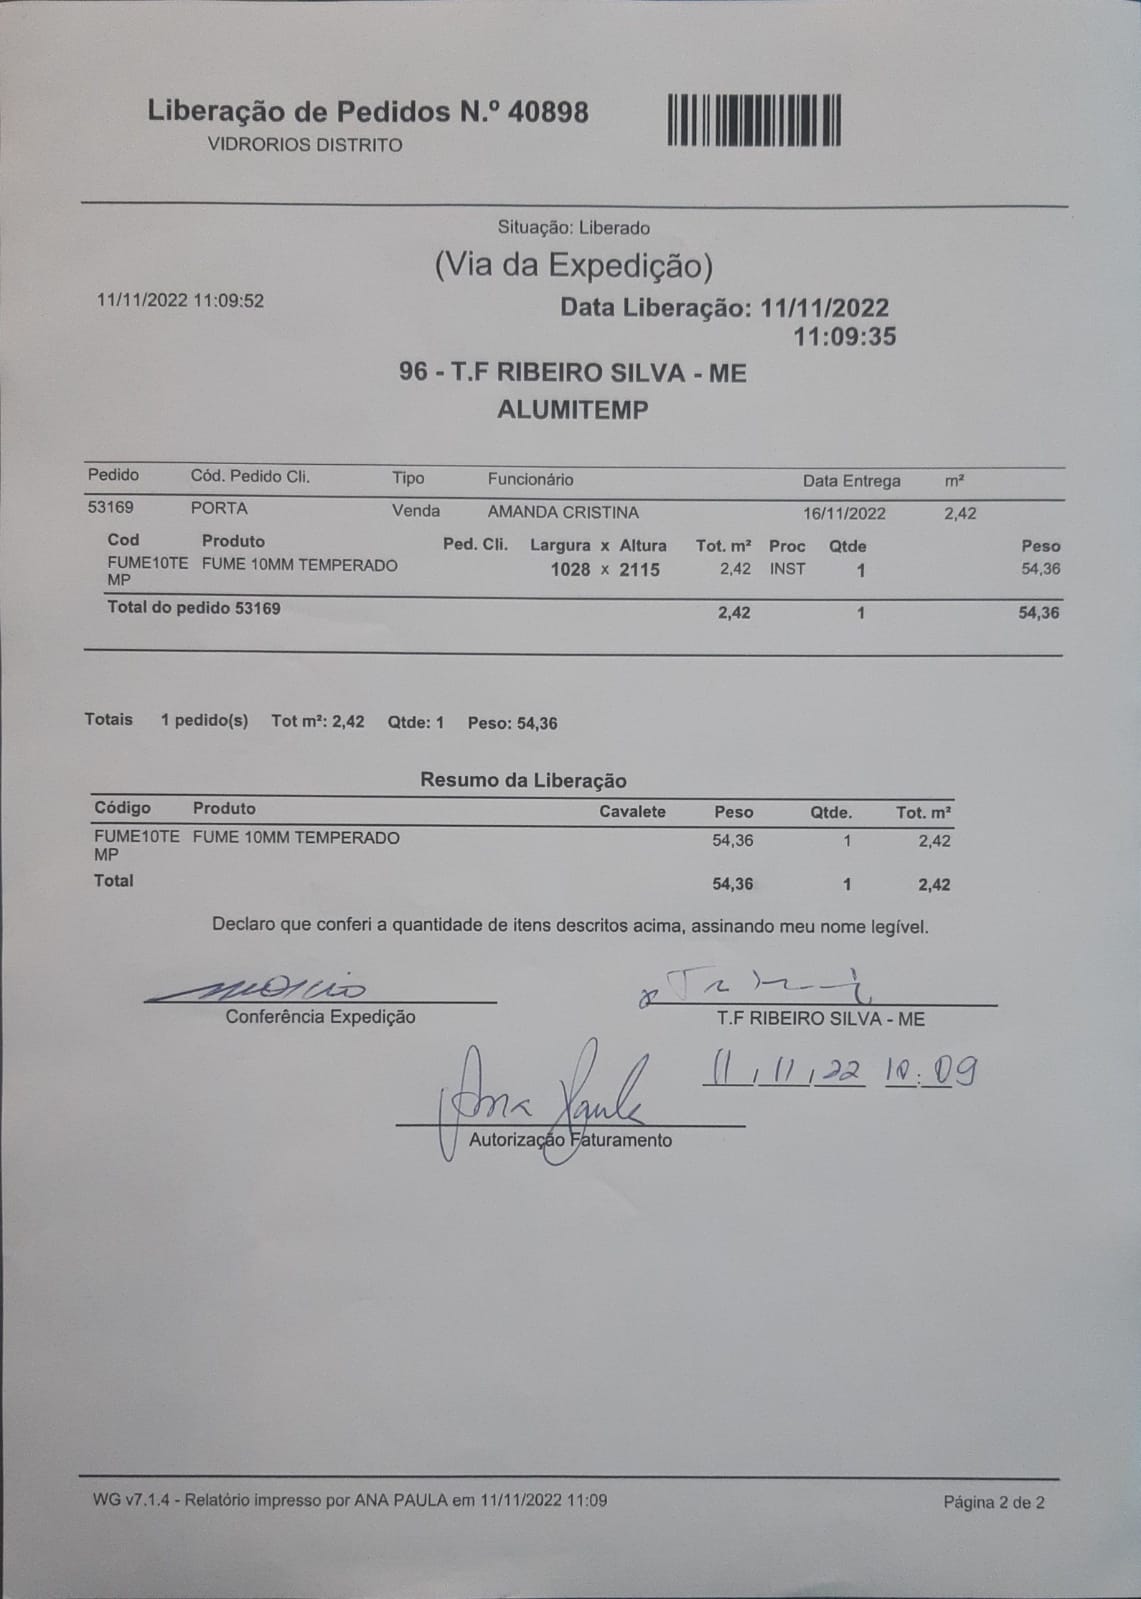 Liberação de Pedidos N.º 40898
VIDRORIOS DISTRITO
Situação: Liberado
(Via da Expedição)
11/11/2022 11:09:52
Data Liberação: 11/11/2022
11:09:35
96 - T.F RIBEIRO SILVA - ME
ALUMITEMP
Pedido Cód. Pedido Cli. Tipo Funcionário Data Entrega m²
53169 PORTA Venda AMANDA CRISTINA 16/11/2022 2,42
Cod Produto Ped. Cli. Largura x Altura Tot. m² Proc Qtde Peso
FUME10TE FUME 10MM TEMPERADO 1028 x 2115 2,42 INST 1 54,36
MP
Total do pedido 53169 2,42 1 54,36
Totais 1 pedido(s) Tot m²: 2,42 Qtde: 1 Peso: 54,36
Resumo da Liberação
Código Produto Cavalete Peso Qtde. Tot. m²
FUME10TE FUME 10MM TEMPERADO 54,36 1 2,42
MP
Total 54,36 1 2,42
Declaro que conferi a quantidade de itens descritos acima, assinando meu nome legível.
Conferência Expedição
T.F RIBEIRO SILVA - ME
11/11/22
Ana Paula
Autorização Faturamento
WG v7.1.4 - Relatório impresso por ANA PAULA em 11/11/2022 11:09
Página 2 de 2